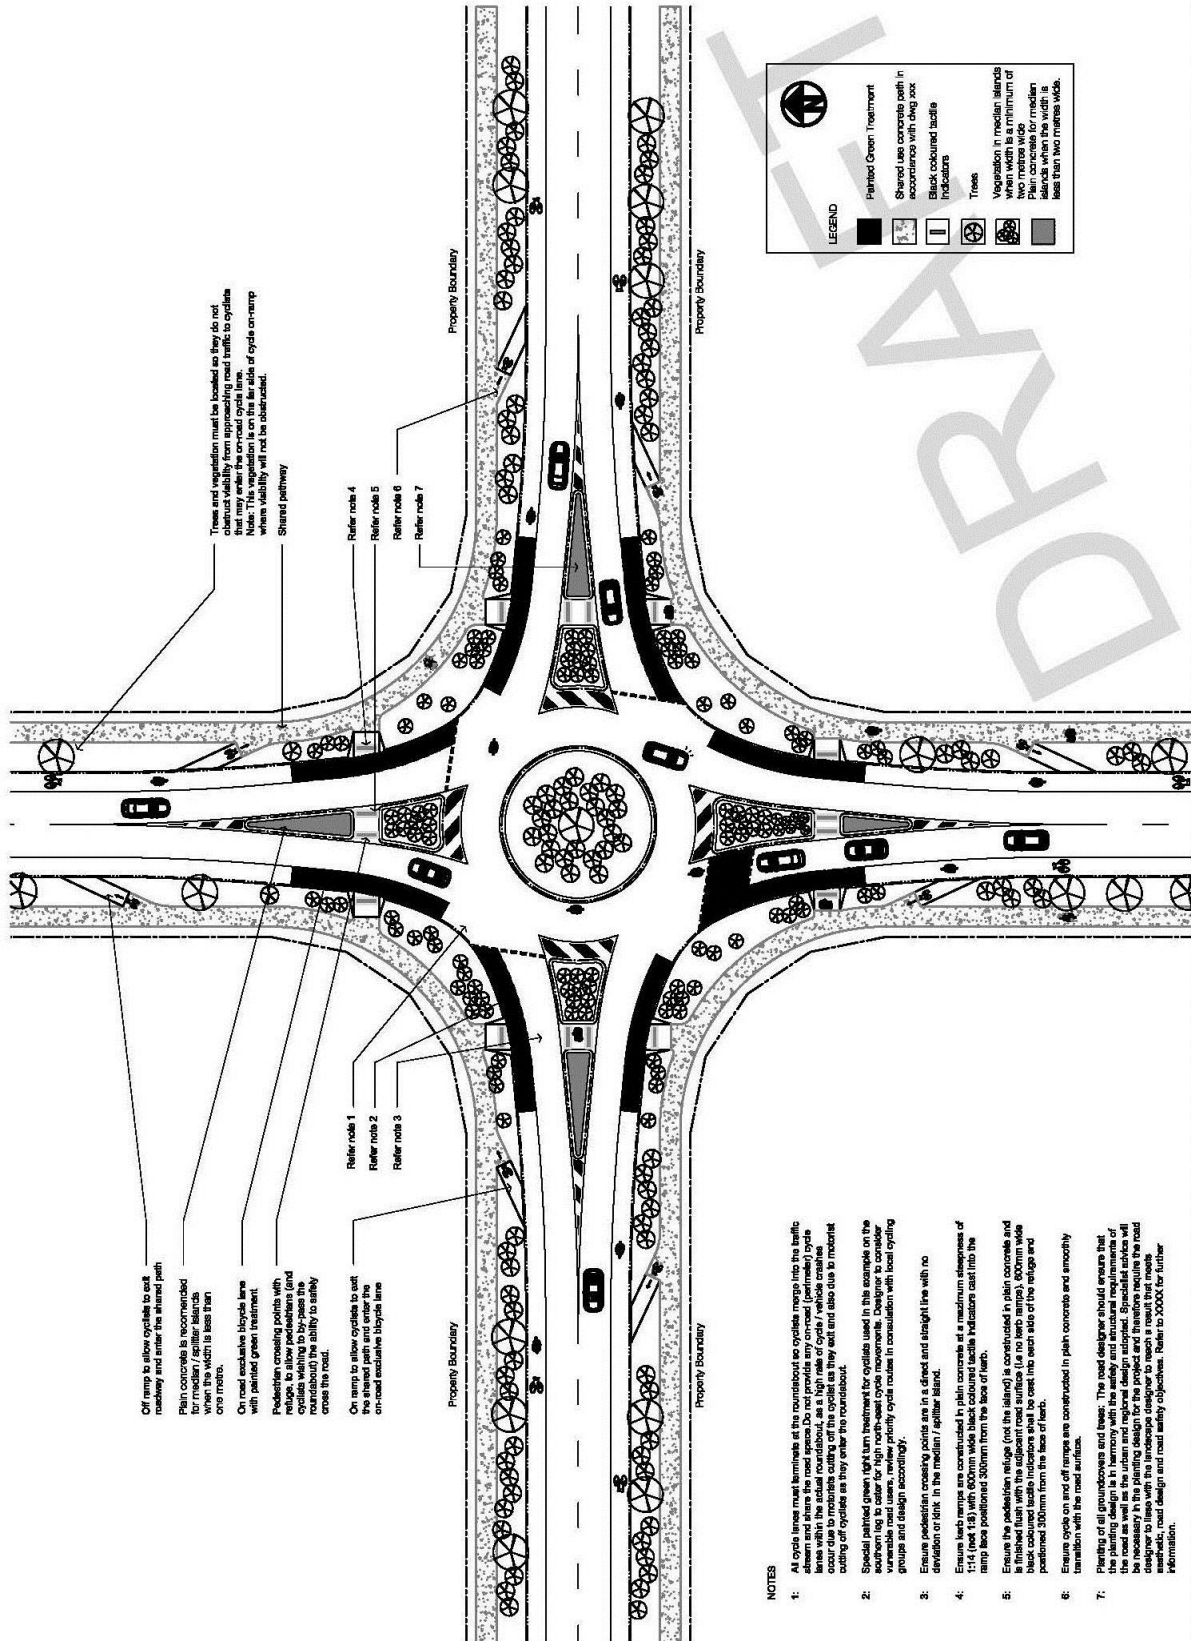 Trees and vegetation must be located so they do not
obstruct visibility from approaching road traffic to cyclists
that may enter the on-road cycle lane.
Note: This vegetation is on the far side of cycle on-ramp
where visibility will not be obstructed.
Shared pathway
Refer note 4
Refer note 5
Refer note 6
Refer note 7
Off ramp to allow cyclists to exit
roadway and enter the shared path
Plain concrete is recomended
for median / splitter islands
when the width is less than
one metre.
On road exclusive bicycle lane
with painted green treatment
Pedestrian crossing points with
refuge, to allow pedestrians (and
cyclists wishing to by-pass the
roundabout) the ability to safely
cross the road.
On ramp to allow cyclists to exit
the shared path and enter the
on-road exclusive bicycle lane
Refer note 1
Refer note 2
Refer note 3
Property Boundary
Property Boundary
Property Boundary
Property Boundary
N
LEGEND
Painted Green Treatment
Shared use concrete path in
accordance with dwg xxx
Black coloured tactile
indicators
Trees
Vegetation in median islands
when width is a minimum of
two metres wide
Plain concrete for median
islands when the width is
less than two metres wide.
DRAFT
NOTES
1: All cycle lanes must terminate at the roundabout so cyclists merge into the traffic
stream and share the road space.Do not provide any on-road (perimeter) cycle
lanes within the actual roundabout, as a high rate of cycle / vehicle crashes
occur due to motorists cutting off the cyclist as they exit and also due to motorist
cutting off cyclists as they enter the roundabout.
2: Special painted green right turn treatment for cyclists used in this example on the
southern leg to cater for high north-east cycle movements. Designer to consider
vunerable road users, review priority cycle routes in consulation with local cycling
groups and design accordingly.
3: Ensure pedestrian crossing points are in a direct and straight line with no
deviation or kink in the median / splitter island.
4: Ensure kerb ramps are constructed in plain concrete at a maximum steepness of
1:14 (not 1:8) with 600mm wide black coloured tactile indicators cast into the
ramp face positioned 300mm from the face of kerb.
5: Ensure the pedestrian refuge (not the island) is constructed in plain concrete and
is finished flush with the adjacent road surface (i.e no kerb ramps). 600mm wide
black coloured tactile indicators shall be cast into each side of the refuge and
positioned 300mm from the face of kerb.
6: Ensure cycle on and off ramps are constructed in plain concrete and smoothly
transition with the road surface.
7: Planting of all groundcovers and trees: The road designer should ensure that
the planting design is in harmony with the safety and structural requirements of
the road as well as the urban and regional design adopted. Specialist advice will
be necessary in the planting design for the project and therefore require the road
designer to liase with the landscape designer to reach a result that meets
aesthetic, road design and road safety objectives. Refer to XXXX for further
information.